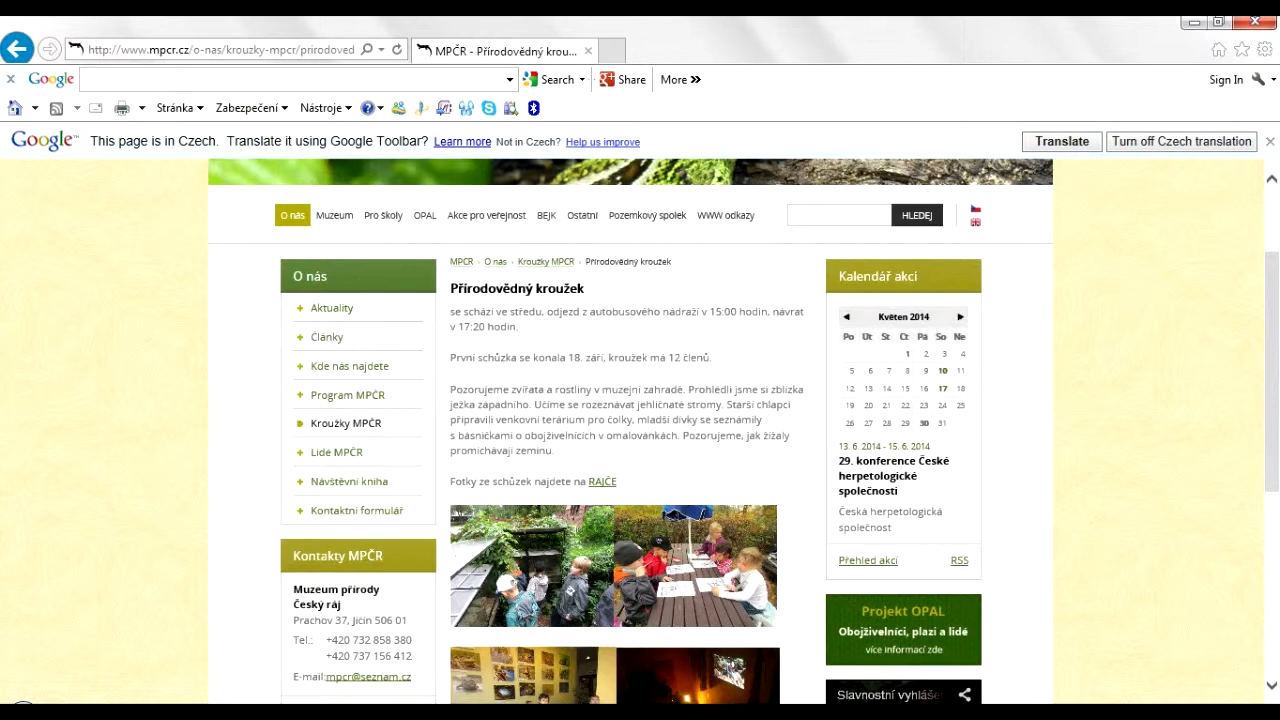 http://www.mpcr.cz/o-nas/krouzky-mpcr/prirodoved
MPČR - Přírodovědný krou...
Google Search Share More Sign In
Stránka Zabezpečení Nástroje
Google This page is in Czech. Translate it using Google Toolbar? Learn more Not in Czech? Help us improve Translate Turn off Czech translation
O nás Muzeum Pro školy OPAL Akce pro veřejnost BEJK Ostatní Pozemkový spolek WWW odkazy HLEDEJ
O nás
Aktuality
Články
Kde nás najdete
Program MPČR
Kroužky MPČR
Lidé MPČR
Návštěvní kniha
Kontaktní formulář
Kontakty MPČR
Muzeum přírody
Český ráj
Prachov 37, Jičín 506 01
Tel.: +420 732 858 380
+420 737 156 412
E-mail:mpcr@seznam.cz
MPCR › O nás › Kroužky MPCR › Přírodovědný kroužek
Přírodovědný kroužek
se schází ve středu, odjezd z autobusového nádraží v 15:00 hodin, návrat
v 17:20 hodin.
První schůzka se konala 18. září, kroužek má 12 členů.
Pozorujeme zvířata a rostliny v muzejní zahradě. Prohlédli jsme si zblízka
ježka západního. Učíme se rozeznávat jehličnaté stromy. Starší chlapci
připravili venkovní terárium pro čolky, mladší dívky se seznámily
s básničkami o obojživelnících v omalovánkách. Pozorujeme, jak žížaly
promíchávají zeminu.
Fotky ze schůzek najdete na RAJČE
Kalendář akcí
Květen 2014
Po Út St Čt Pá So Ne
1 2 3 4
5 6 7 8 9 10 11
12 13 14 15 16 17 18
19 20 21 22 23 24 25
26 27 28 29 30 31
13. 6. 2014 - 15. 6. 2014
29. konference České
herpetologické
společnosti
Česká herpetologická
společnost
Přehled akcí RSS
Projekt OPAL
Obojživelníci, plazi a lidé
více informací zde
Slavnostní vyhláše